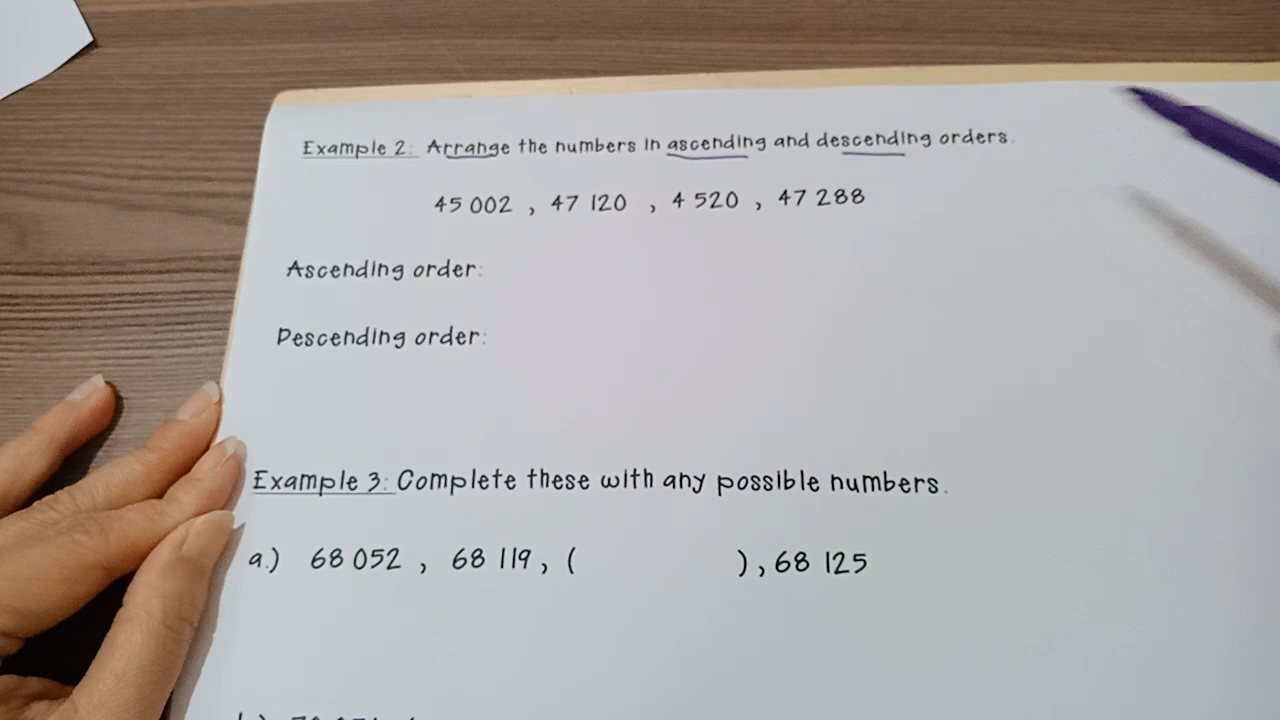 Example 2: Arrange the numbers in ascending and descending orders.
45 002 , 47 120 , 4 520 , 47 288
Ascending order:
Descending order:
Example 3: Complete these with any possible numbers.
a.) 68 052 , 68 119, ( ) , 68 125